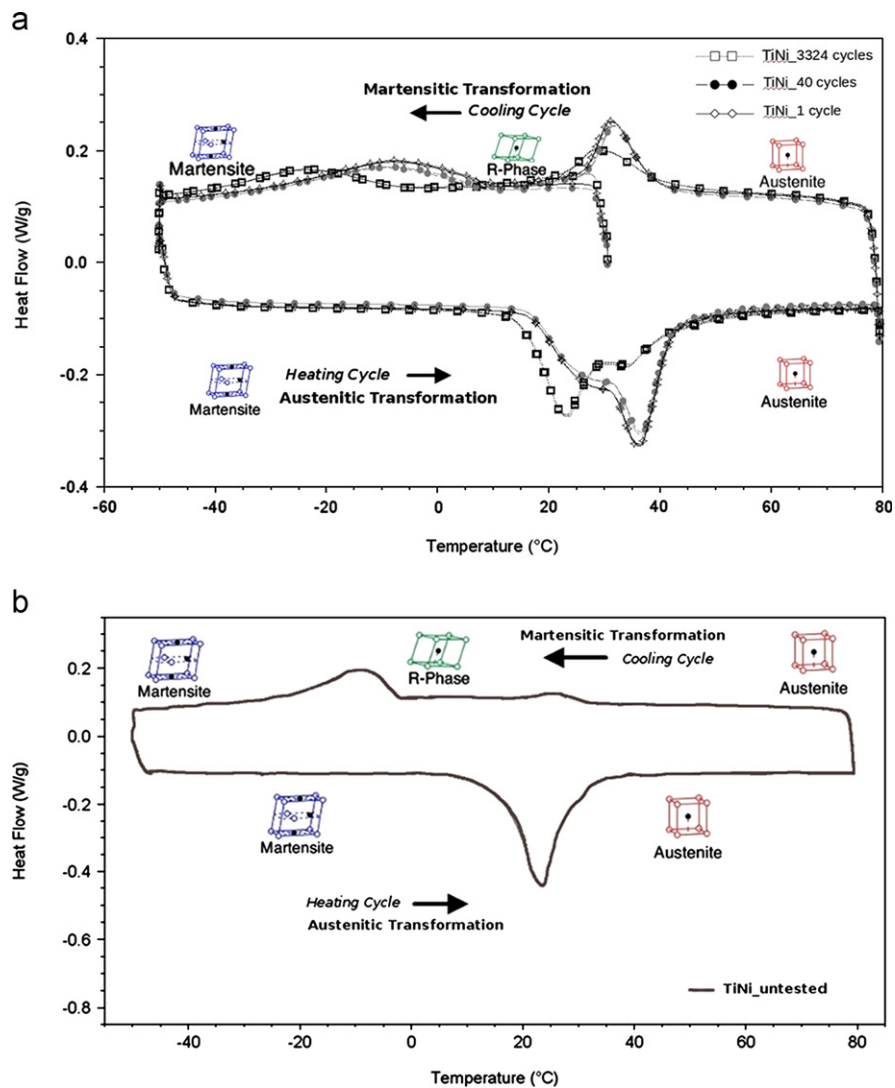 a
0.4
0.2
0.0
-0.2
-0.4
Heat Flow (W/g)
TiNi_3324 cycles
TiNi_40 cycles
TiNi_1 cycle
Martensitic Transformation
Cooling Cycle
Martensite
R-Phase
Austenite
Heating Cycle
Austenitic Transformation
Martensite
Austenite
-60
-40
-20
0
20
40
60
80
Temperature (°C)
b
0.2
0.0
-0.2
-0.4
-0.6
-0.8
Heat Flow (W/g)
Martensitic Transformation
Cooling Cycle
Martensite
R-Phase
Austenite
Martensite
Austenite
Heating Cycle
Austenitic Transformation
TiNi_untested
-40
-20
0
20
40
60
80
Temperature (°C)